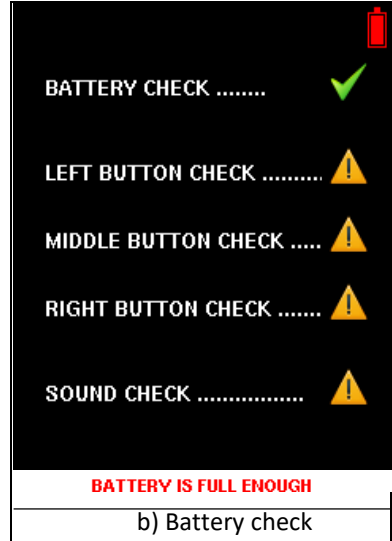 BATTERY CHECK ........
LEFT BUTTON CHECK ..........
MIDDLE BUTTON CHECK .....
RIGHT BUTTON CHECK .......
SOUND CHECK .................
BATTERY IS FULL ENOUGH
b) Battery check